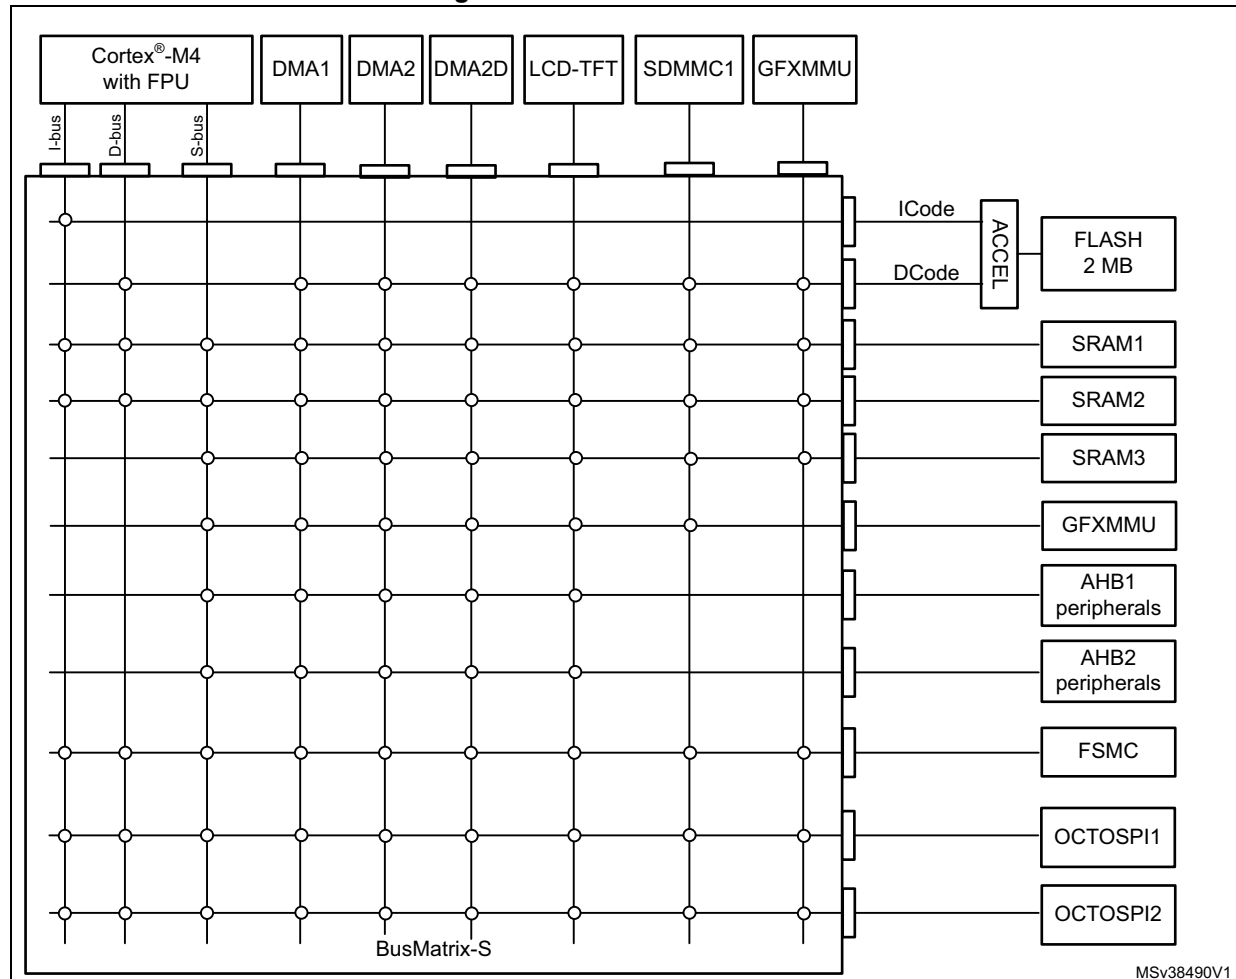 Cortex®-M4
with FPU
DMA1
DMA2
DMA2D
LCD-TFT
SDMMC1
GFXMMU
I-bus
D-bus
S-bus
ICode
ACCEL
FLASH
2 MB
DCode
SRAM1
SRAM2
SRAM3
GFXMMU
AHB1
peripherals
AHB2
peripherals
FSMC
OCTOSPI1
OCTOSPI2
BusMatrix-S
MSv38490V1